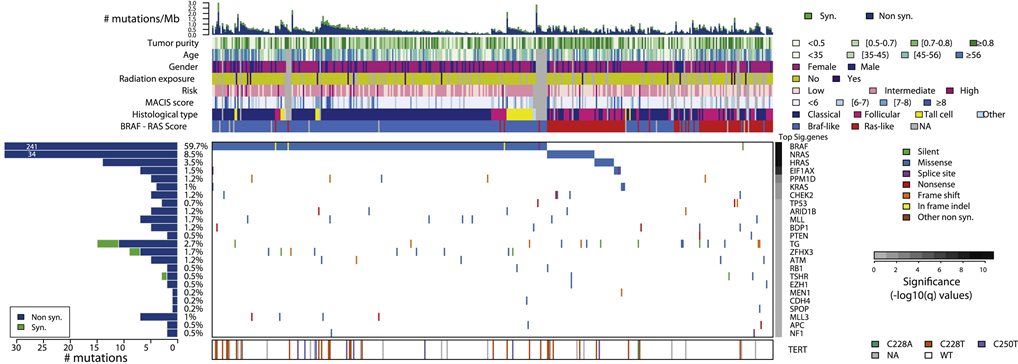 # mutations/Mb
3.0
2.5
2.0
1.5
1.0
0.5
0.0
Syn. Non syn.
Tumor purity
<0.5 [0.5-0.7) [0.7-0.8) ≥0.8
Age
<35 [35-45) [45-56) ≥56
Gender
Female Male
Radiation exposure
No Yes
Risk
Low Intermediate High
MACIS score
<6 [6-7) [7-8) ≥8
Histological type
Classical Follicular Tall cell Other
BRAF - RAS Score
Braf-like Ras-like NA
Top Sig.genes
241 59.7% BRAF
34 8.5% NRAS
3.5% HRAS
1.5% EIF1AX
1.2% PPM1D
1% KRAS
1.2% CHEK2
0.7% TP53
1.2% ARID1B
1.7% MLL
1.2% BDP1
0.5% PTEN
2.7% TG
1.7% ZFHX3
1.2% ATM
0.5% RB1
0.5% TSHR
0.5% EZH1
0.2% MEN1
0.2% CDH4
0.2% SPOP
1% MLL3
0.5% APC
0.5% NF1
Silent
Missense
Splice site
Nonsense
Frame shift
In frame indel
Other non syn.
0 2 4 6 8 10
Significance
(-log10(q) values)
Non syn.
Syn.
30 25 20 15 10 5 0
# mutations
TERT
C228A C228T C250T
NA WT